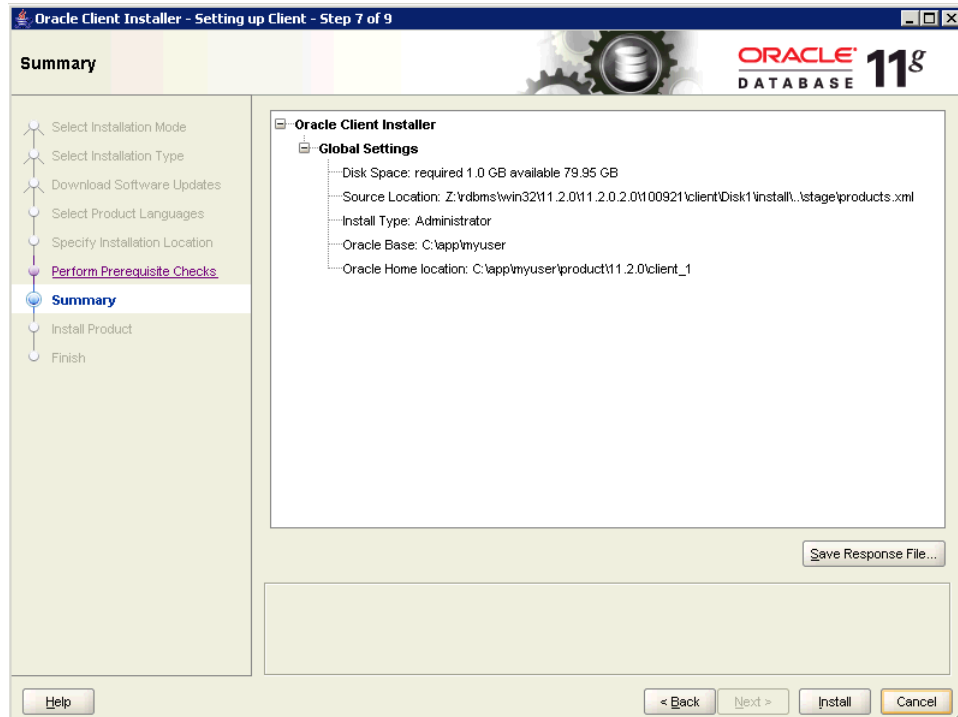 Oracle Client Installer - Setting up Client - Step 7 of 9
Summary
ORACLE
DATABASE
11g
Select Installation Mode
Select Installation Type
Download Software Updates
Select Product Languages
Specify Installation Location
Perform Prerequisite Checks
Summary
Install Product
Finish
Oracle Client Installer
Global Settings
Disk Space: required 1.0 GB available 79.95 GB
Source Location: Z:\rdbms\win32\11.2.0\11.2.0.2.0\100921\client\Disk1\install\..\stage\products.xml
Install Type: Administrator
Oracle Base: C:\app\myuser
Oracle Home location: C:\app\myuser\product\11.2.0\client_1
Save Response File...
Help
< Back
Next >
Install
Cancel